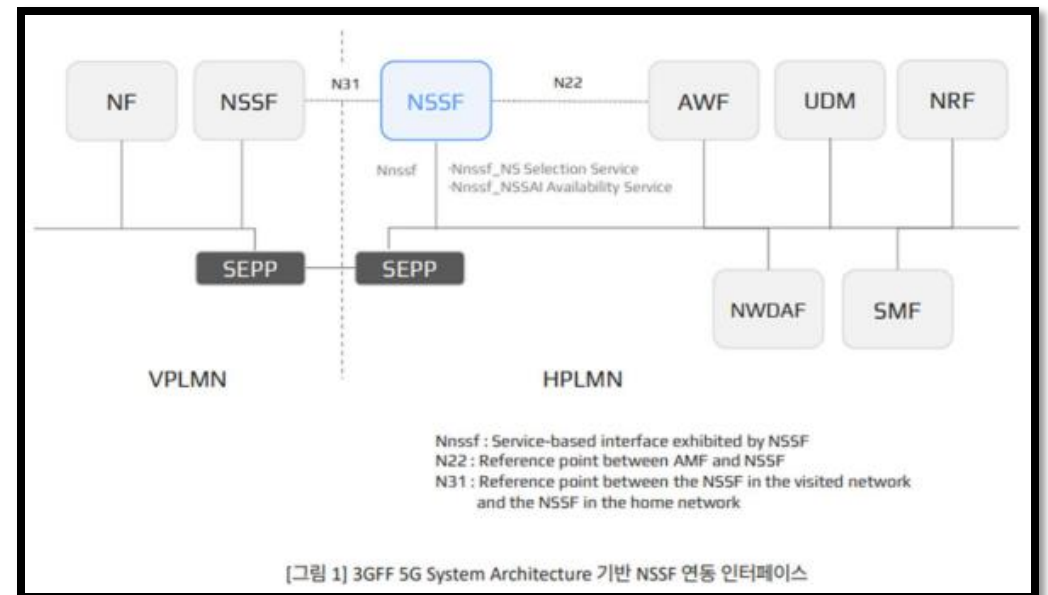 N31
N22
NF
NSSF
NSSF
AWF
UDM
NRF
Nnssf
-Nnssf_NS Selection Service
-Nnssf_NSSAI Availability Service
SEPP
SEPP
NWDAF
SMF
VPLMN
HPLMN
Nnssf : Service-based interface exhibited by NSSF
N22 : Reference point between AMF and NSSF
N31 : Reference point between the NSSF in the visited network
and the NSSF in the home network
[그림 1] 3GFF 5G System Architecture 기반 NSSF 연동 인터페이스